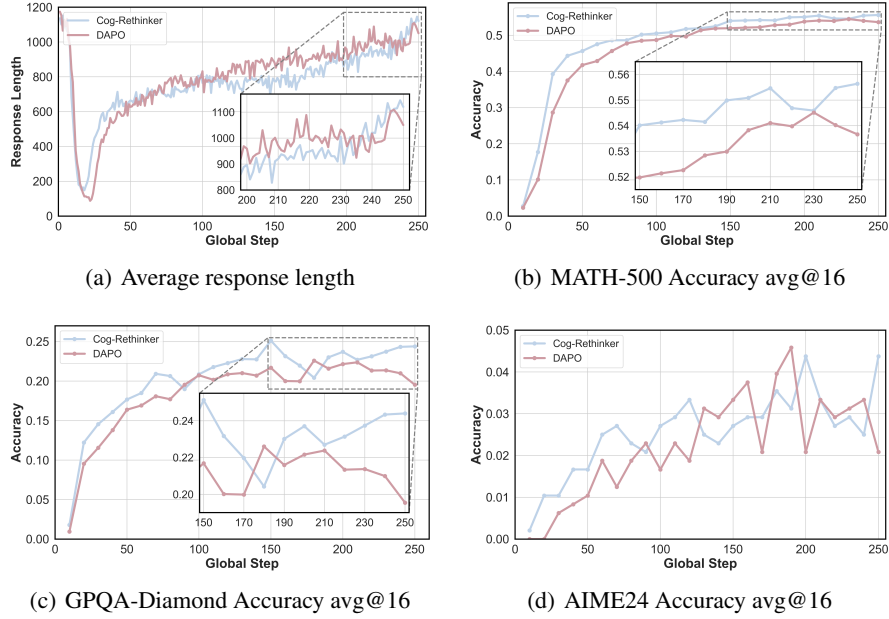 1200
1000
800
600
400
200
0
Response Length
Cog-Rethinker
DAPO
1100
1000
900
800
200 210 220 230 240 250
0 50 100 150 200 250
Global Step
(a) Average response length
0.5
0.4
0.3
0.2
0.1
0.0
Accuracy
Cog-Rethinker
DAPO
0.56
0.55
0.54
0.53
0.52
150 170 190 210 230 250
0 50 100 150 200 250
Global Step
(b) MATH-500 Accuracy avg@16
0.25
0.20
0.15
0.10
0.05
0.00
Accuracy
Cog-Rethinker
DAPO
0.24
0.22
0.20
150 170 190 210 230 250
0 50 100 150 200 250
Global Step
(c) GPQA-Diamond Accuracy avg@16
0.05
0.04
0.03
0.02
0.01
0.00
Accuracy
Cog-Rethinker
DAPO
0 50 100 150 200 250
Global Step
(d) AIME24 Accuracy avg@16